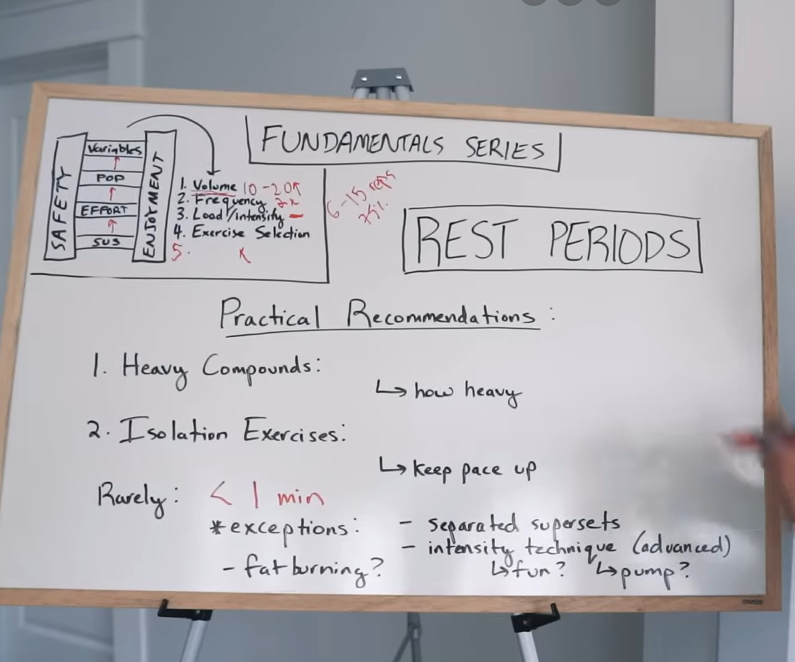 FUNDAMENTALS SERIES
SAFETY
Variables
POP
EFFORT
SUS
ENJOYMENT
1. Volume 10-20
2. Frequency 2x
3. Load/intensity -
4. Exercise Selection
5.
6-15 reps
REST PERIODS
Practical Recommendations:
1. Heavy Compounds:
↳ how heavy
2. Isolation Exercises:
↳ keep pace up
Rarely: < 1 min
*exceptions: - separated supersets
- intensity technique (advanced)
- fat burning? ↳ fun? ↳ pump?